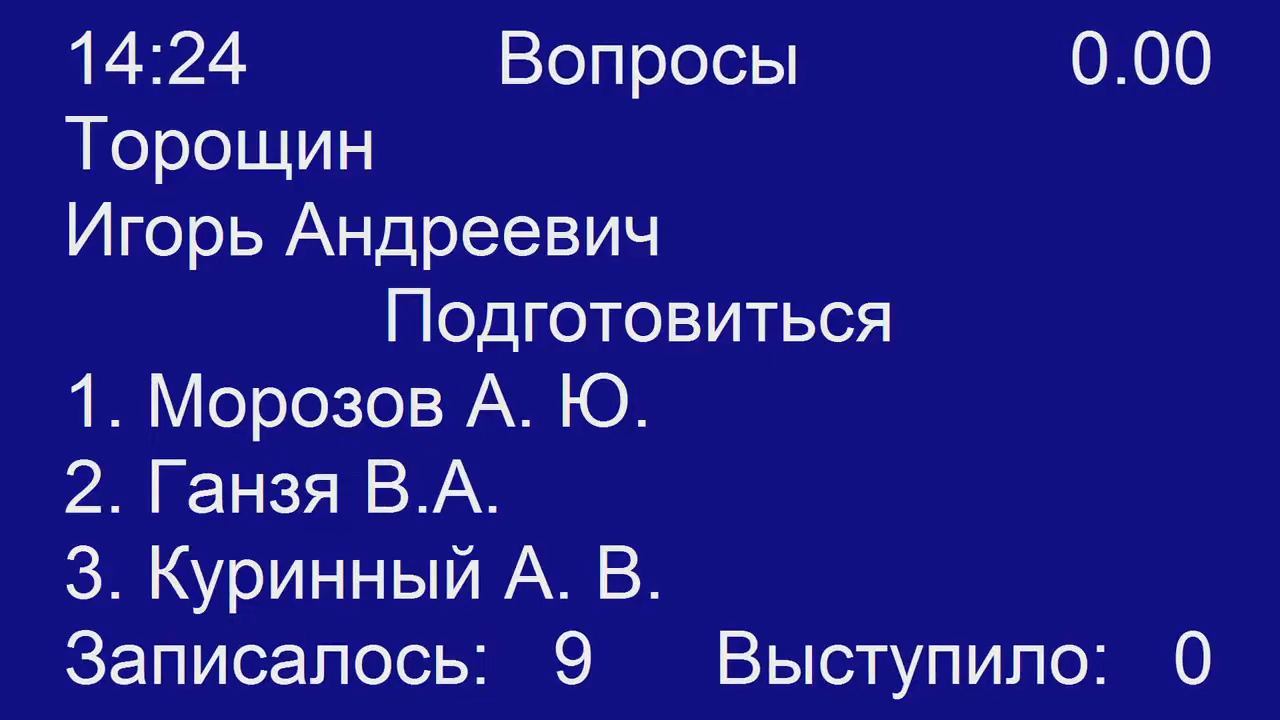 14:24 Вопросы 0.00
Торощин
Игорь Андреевич
Подготовиться
1. Морозов А. Ю.
2. Ганзя В.А.
3. Куринный А. В.
Записалось: 9 Выступило: 0